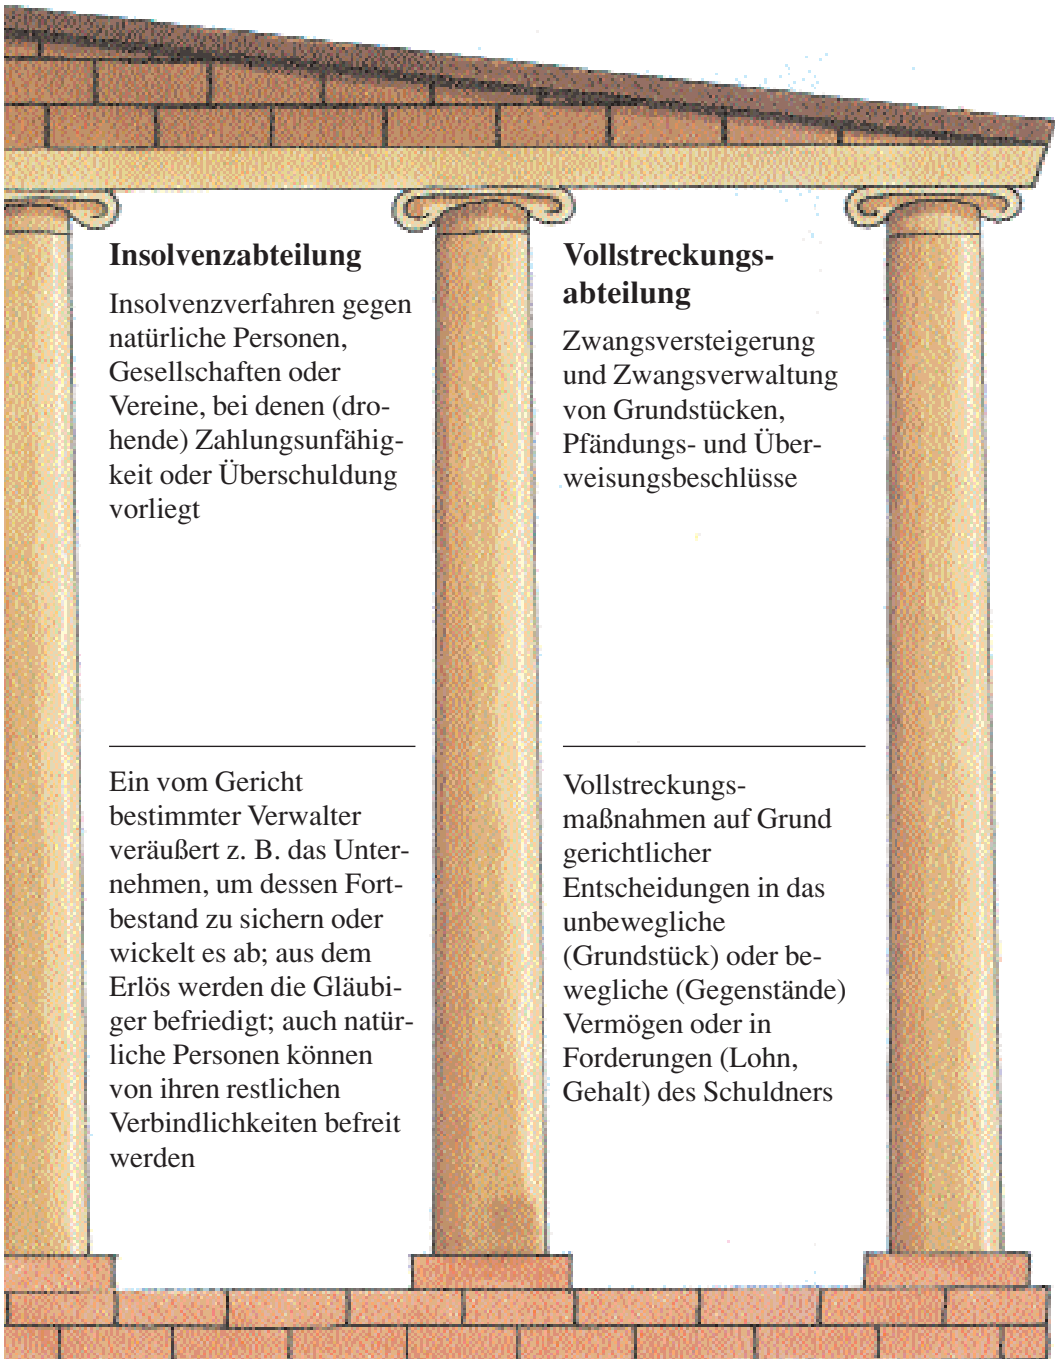 Insolvenzabteilung
Insolvenzverfahren gegen
natürliche Personen,
Gesellschaften oder
Vereine, bei denen (dro-
hende) Zahlungsunfähig-
keit oder Überschuldung
vorliegt
Ein vom Gericht
bestimmter Verwalter
veräußert z. B. das Unter-
nehmen, um dessen Fort-
bestand zu sichern oder
wickelt es ab; aus dem
Erlös werden die Gläubi-
ger befriedigt; auch natür-
liche Personen können
von ihren restlichen
Verbindlichkeiten befreit
werden
Vollstreckungs-
abteilung
Zwangsversteigerung
und Zwangsverwaltung
von Grundstücken,
Pfändungs- und Über-
weisungsbeschlüsse
Vollstreckungs-
maßnahmen auf Grund
gerichtlicher
Entscheidungen in das
unbewegliche
(Grundstück) oder be-
wegliche (Gegenstände)
Vermögen oder in
Forderungen (Lohn,
Gehalt) des Schuldners